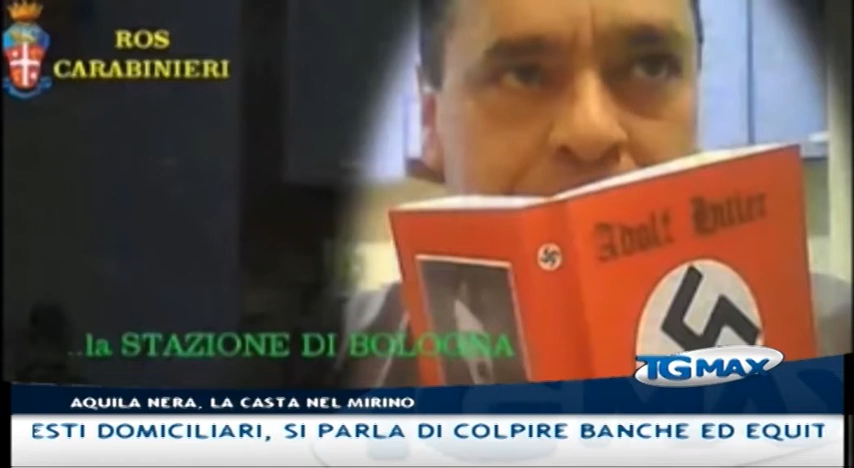 ROS
CARABINIERI
Adolf Hitler
..la STAZIONE DI BOLOGNA
TGMAX
AQUILA NERA, LA CASTA NEL MIRINO
ESTI DOMICILIARI, SI PARLA DI COLPIRE BANCHE ED EQUIT